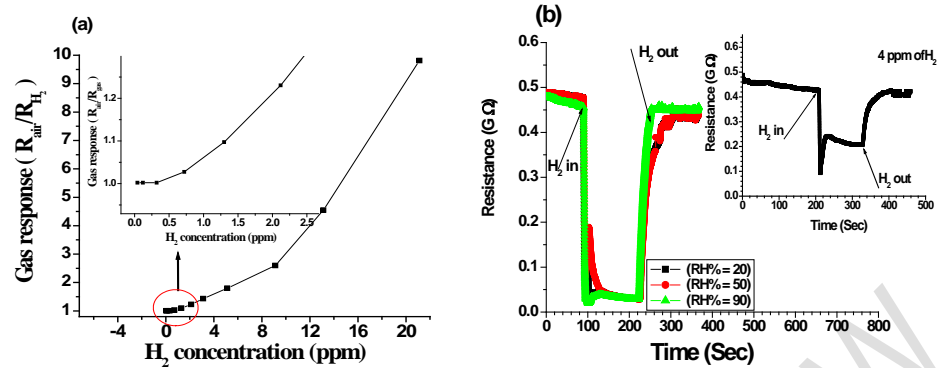 (a)
Gas response ( R_air/R_H2 )
10
9
8
7
6
5
4
3
2
1
-4
0
4
8
12
16
20
H2 concentration (ppm)
Gas response ( R_air/R_gas )
1.2
1.1
1.0
0.0
0.5
1.0
1.5
2.0
2.5
H2 concentration (ppm)
(b)
Resistance (G Ω)
0.6
0.5
0.4
0.3
0.2
0.1
0.0
0
100
200
300
400
500
600
700
800
Time (Sec)
H2 in
H2 out
(RH% = 20)
(RH% = 50)
(RH% = 90)
4 ppm of H2
Resistance (G Ω)
0.6
0.5
0.4
0.3
0.2
0.1
0.0
0
100
200
300
400
500
Time (Sec)
H2 in
H2 out
W